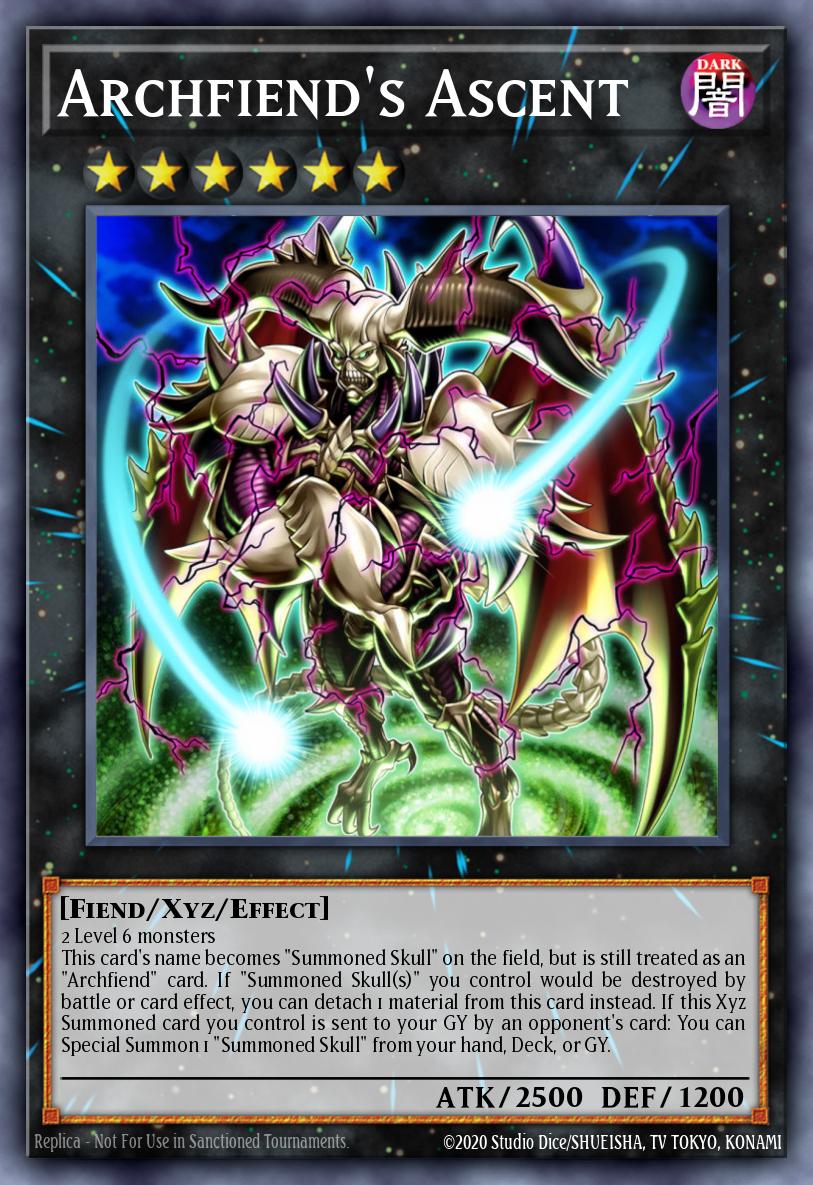 Archfiend's Ascent
DARK
闇
[Fiend/Xyz/Effect]
2 Level 6 monsters
This card's name becomes "Summoned Skull" on the field, but is still treated as an
"Archfiend" card. If "Summoned Skull(s)" you control would be destroyed by
battle or card effect, you can detach 1 material from this card instead. If this Xyz
Summoned card you control is sent to your GY by an opponent's card: You can
Special Summon 1 "Summoned Skull" from your hand, Deck, or GY.
ATK/2500 DEF/1200
Replica - Not For Use in Sanctioned Tournaments.
©2020 Studio Dice/SHUEISHA, TV TOKYO, KONAMI